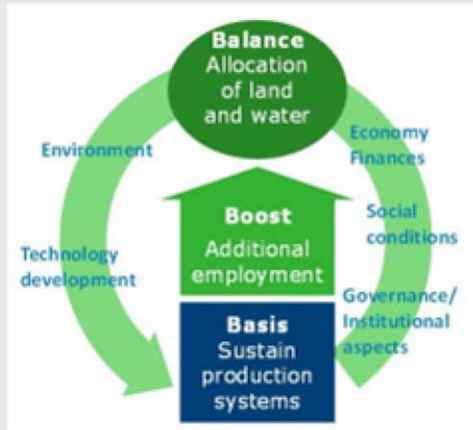 Balance
Allocation
of land
and water
Environment
Economy
Finances
Boost
Additional
employment
Social
conditions
Technology
development
Governance/
Institutional
aspects
Basis
Sustain
production
systems